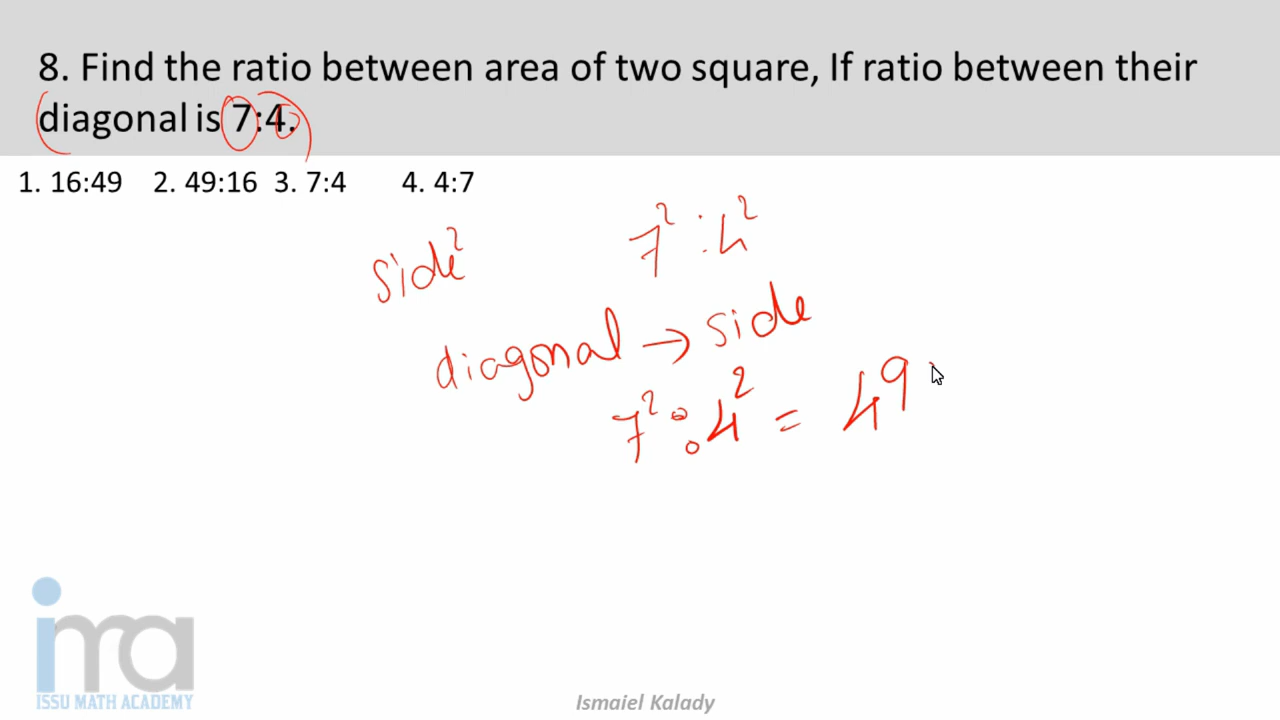 8. Find the ratio between area of two square, If ratio between their
diagonal is 7:4.
1. 16:49 2. 49:16 3. 7:4 4. 4:7
side² 7² : 4²
diagonal → side
7² : 4² = 49
ima
ISSU MATH ACADEMY
Ismaiel Kalady